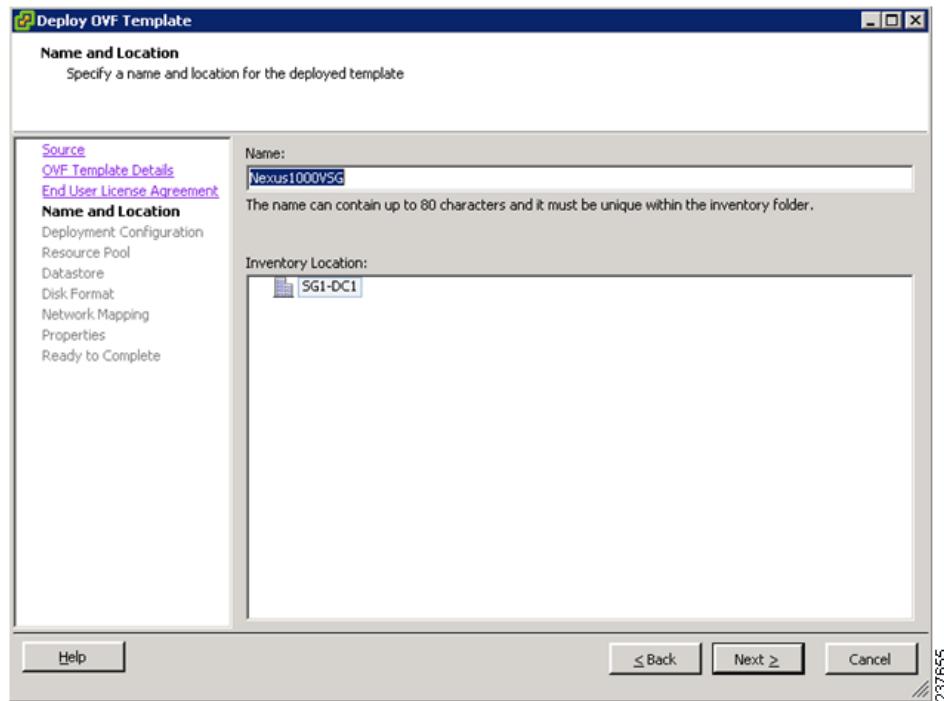 Deploy OVF Template
Name and Location
Specify a name and location for the deployed template
Source
OVF Template Details
End User License Agreement
Name and Location
Deployment Configuration
Resource Pool
Datastore
Disk Format
Network Mapping
Properties
Ready to Complete
Name:
Nexus1000VSG
The name can contain up to 80 characters and it must be unique within the inventory folder.
Inventory Location:
SG1-DC1
Help
≤ Back
Next ≥
Cancel
237655